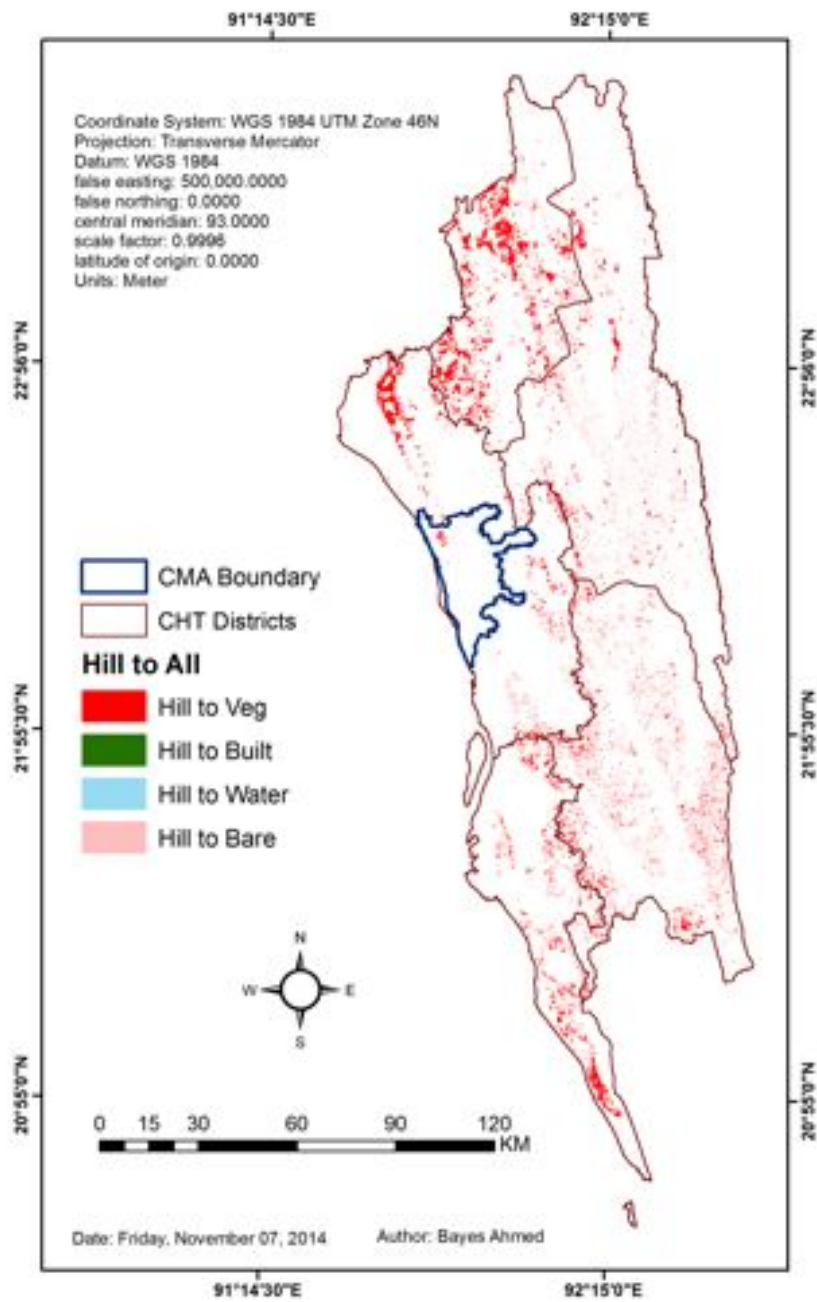 91°14'30"E 92°15'0"E
Coordinate System: WGS 1984 UTM Zone 46N
Projection: Transverse Mercator
Datum: WGS 1984
false easting: 500,000.0000
false northing: 0.0000
central meridian: 93.0000
scale factor: 0.9996
latitude of origin: 0.0000
Units: Meter
22°56'0"N 22°56'0"N
CMA Boundary
CHT Districts
Hill to All
Hill to Veg
Hill to Built
Hill to Water
Hill to Bare
21°55'30"N 21°55'30"N
N
W E
S
20°55'0"N 20°55'0"N
0 15 30 60 90 120
KM
Date: Friday, November 07, 2014 Author: Bayes Ahmed
91°14'30"E 92°15'0"E